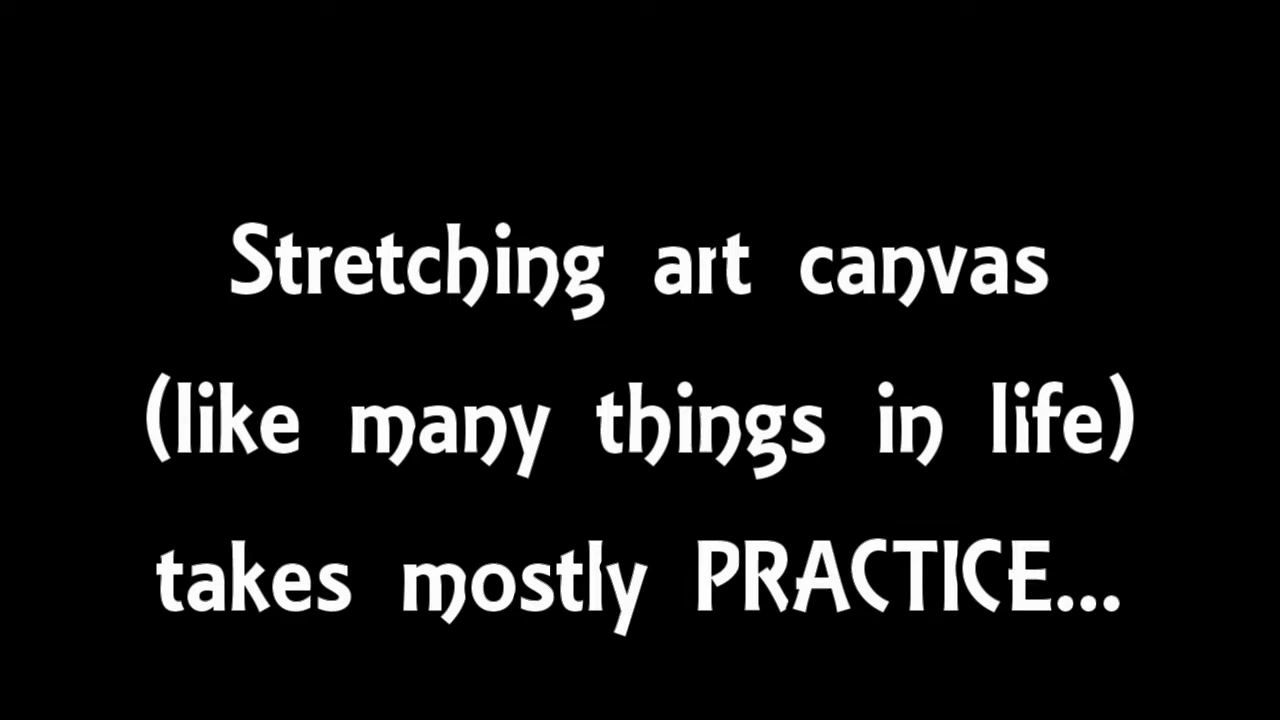 Stretching art canvas
(like many things in life)
takes mostly PRACTICE...